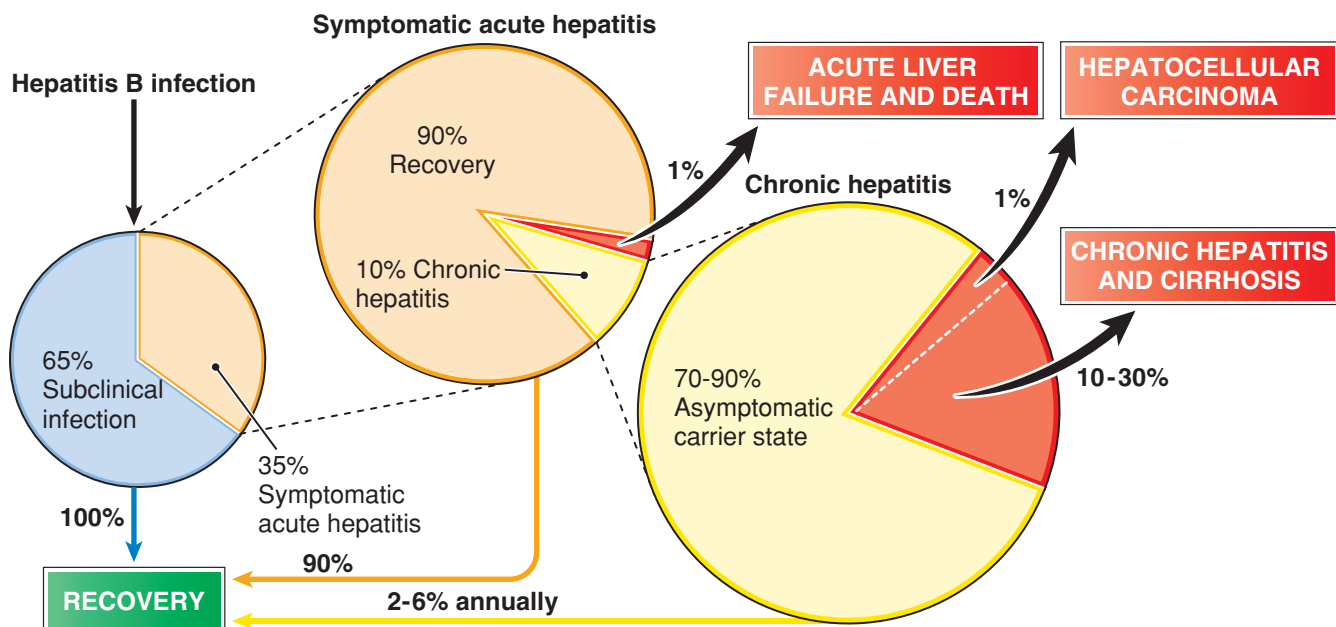 Symptomatic acute hepatitis
Hepatitis B infection
ACUTE LIVER
FAILURE AND DEATH
HEPATOCELLULAR
CARCINOMA
90%
Recovery
1%
Chronic hepatitis
1%
10% Chronic
hepatitis
CHRONIC HEPATITIS
AND CIRRHOSIS
65%
Subclinical
infection
70-90%
Asymptomatic
carrier state
10-30%
35%
Symptomatic
acute hepatitis
100%
90%
RECOVERY
2-6% annually